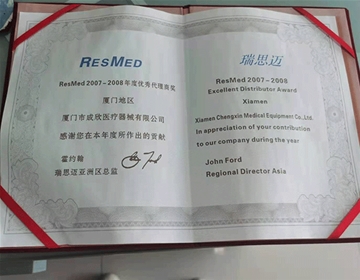 RESMED
ResMed 2007-2008年度优秀代理商奖
厦门地区
厦门市成欣医疗器械有限公司
感谢您在本年度所作出的贡献
霍约翰
瑞思迈亚洲区总监
瑞思迈
ResMed 2007-2008
Excellent Distributor Award
Xiamen
Xiamen Chengxin Medical Equipment Co.,Ltd.
In appreciation of your contribution
to our company during the year
John Ford
Regional Director Asia